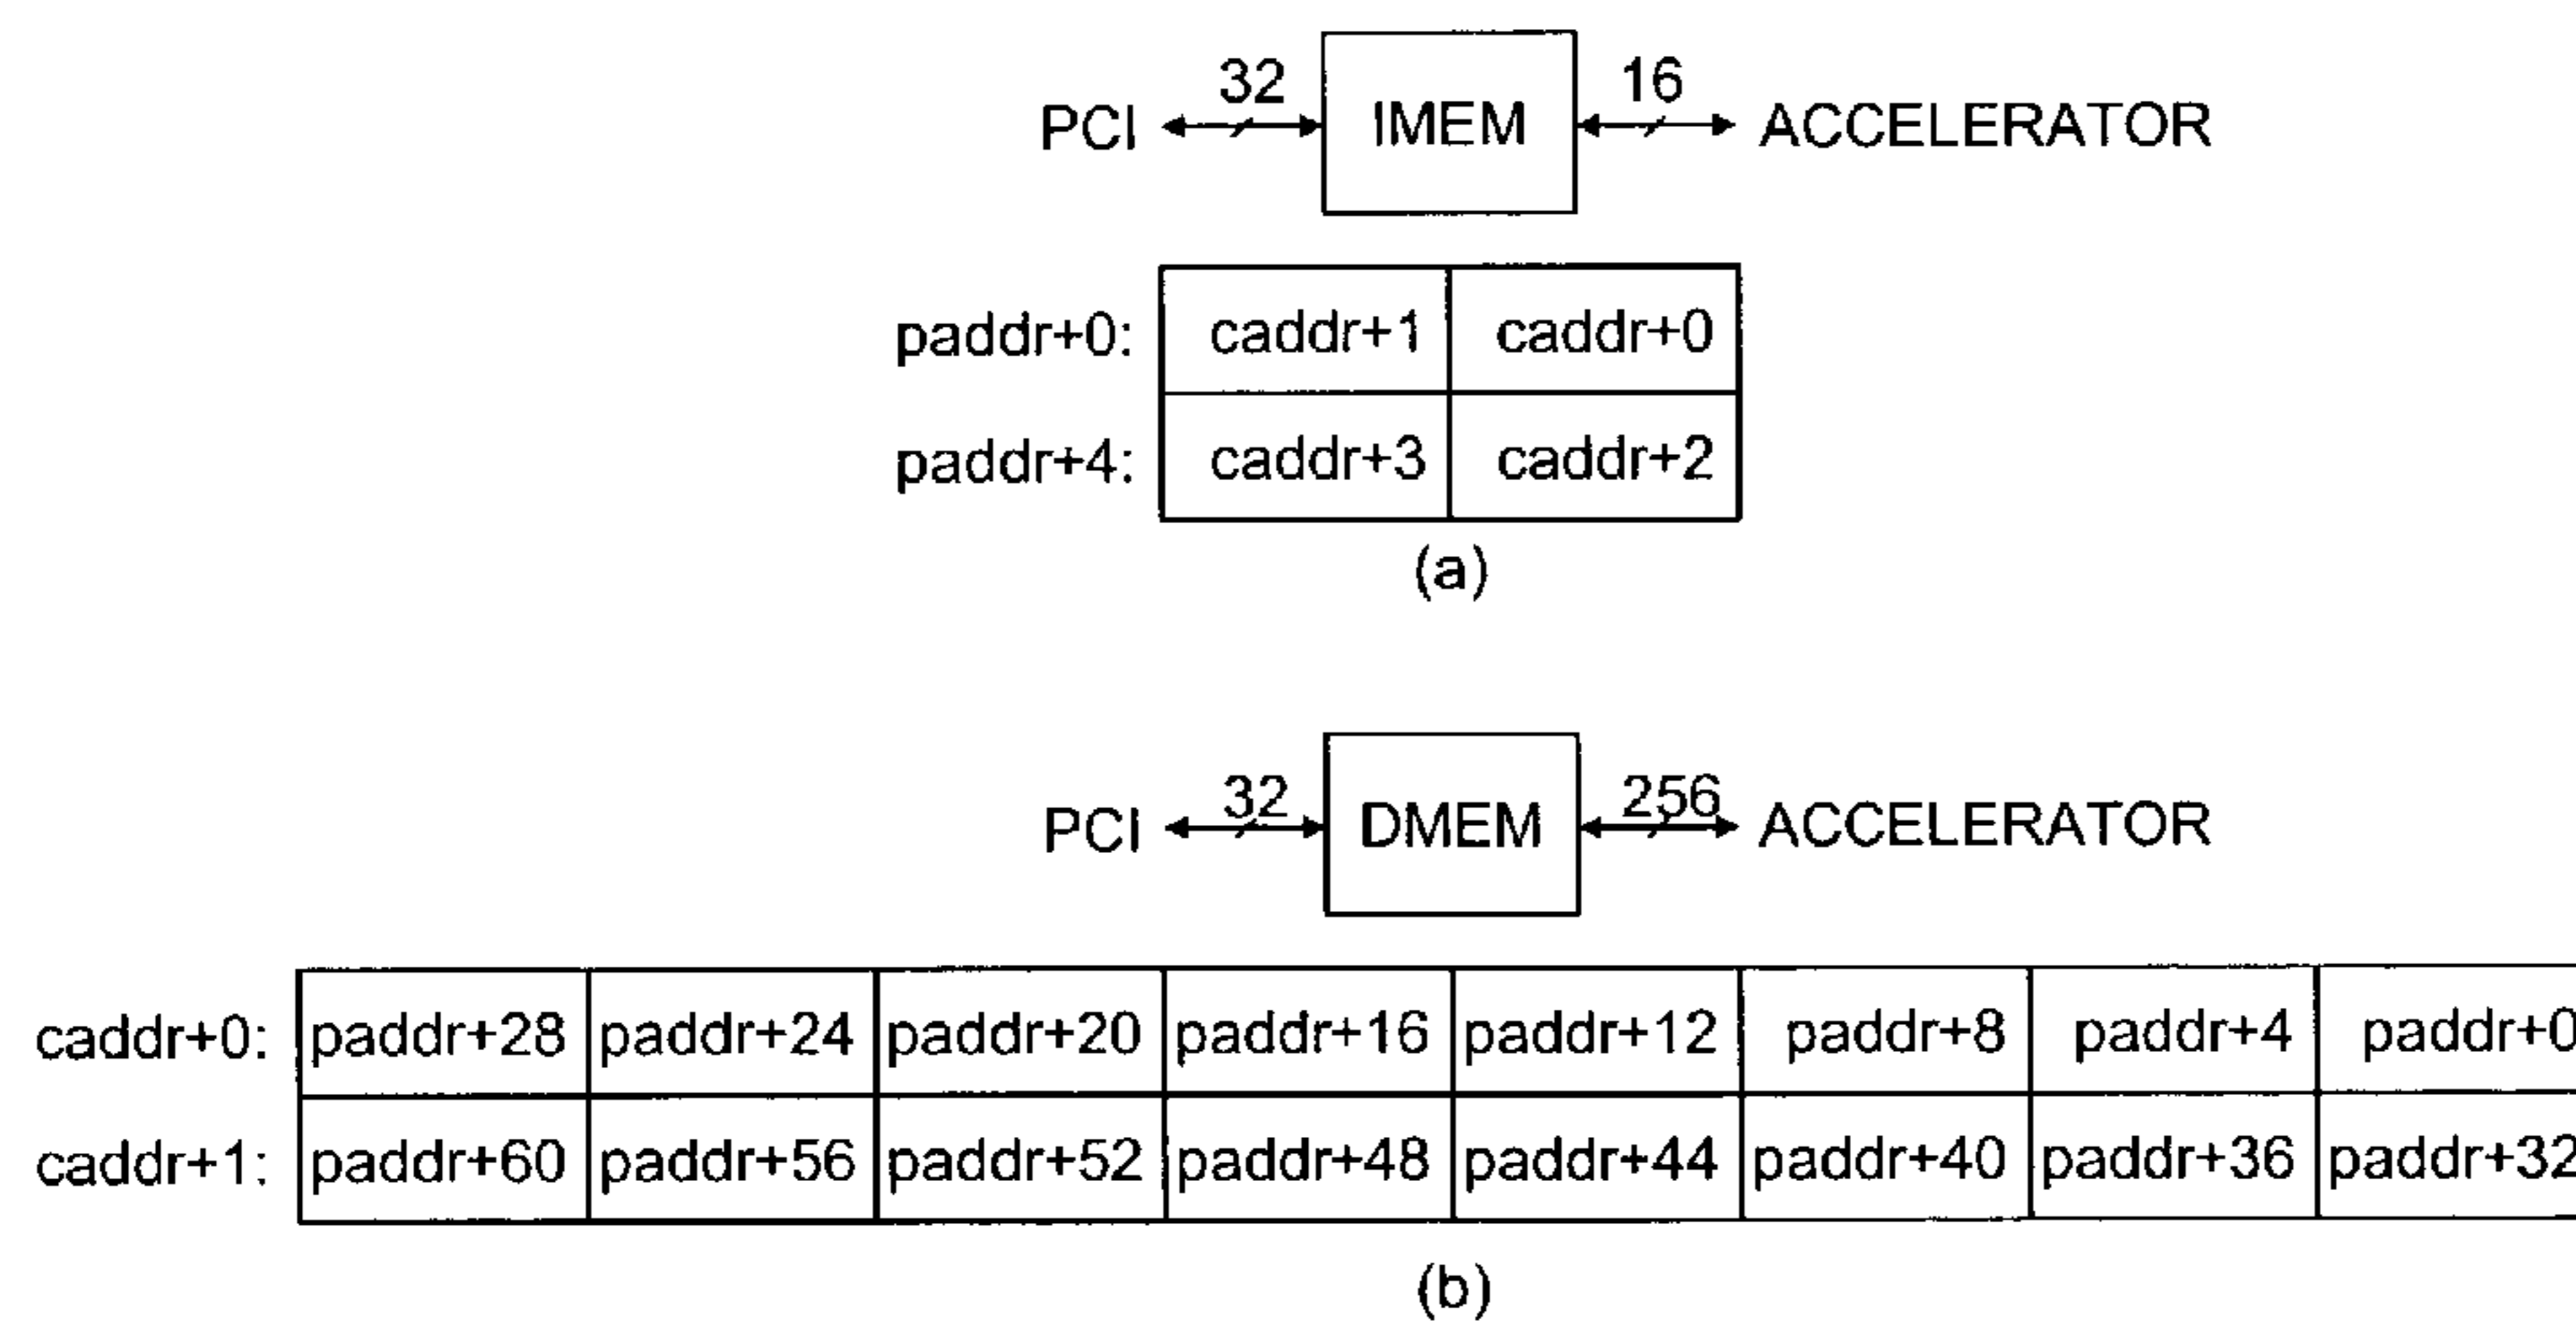 32 16
PCI IMEM ACCELERATOR
paddr+0: caddr+1 caddr+0
paddr+4: caddr+3 caddr+2
(a)
32 256
PCI DMEM ACCELERATOR
caddr+0: paddr+28 paddr+24 paddr+20 paddr+16 paddr+12 paddr+8 paddr+4 paddr+0
caddr+1: paddr+60 paddr+56 paddr+52 paddr+48 paddr+44 paddr+40 paddr+36 paddr+32
(b)